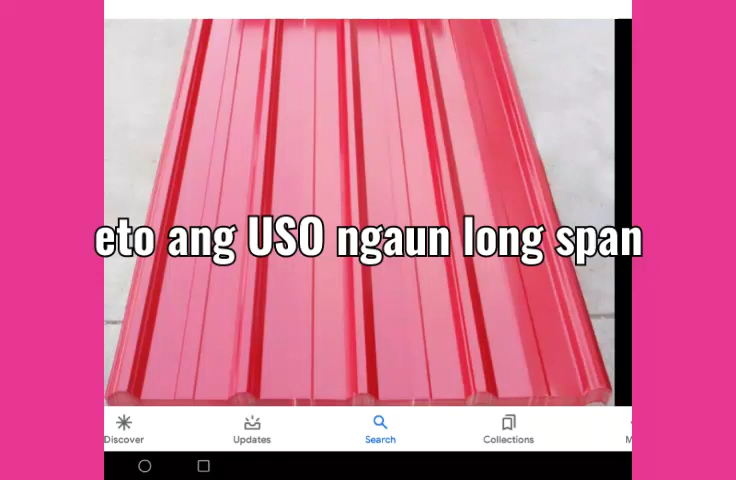 eto ang USO ngaun long span
Discover Updates Search Collections M